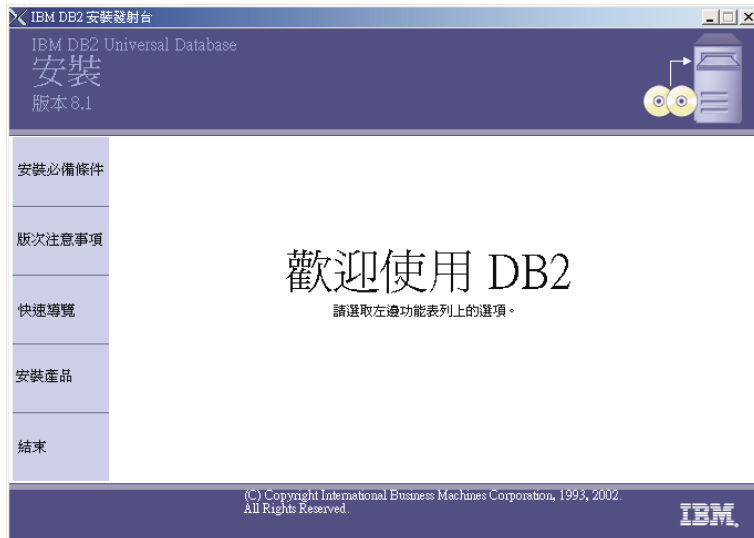 IBM DB2 安裝發射台
IBM DB2 Universal Database
安裝
版本 8.1
安裝必備條件
版次注意事項
快速導覽
安裝產品
結束
歡迎使用 DB2
請選取左邊功能表列上的選項。
(C) Copyright International Business Machines Corporation, 1993, 2002.
All Rights Reserved.
IBM